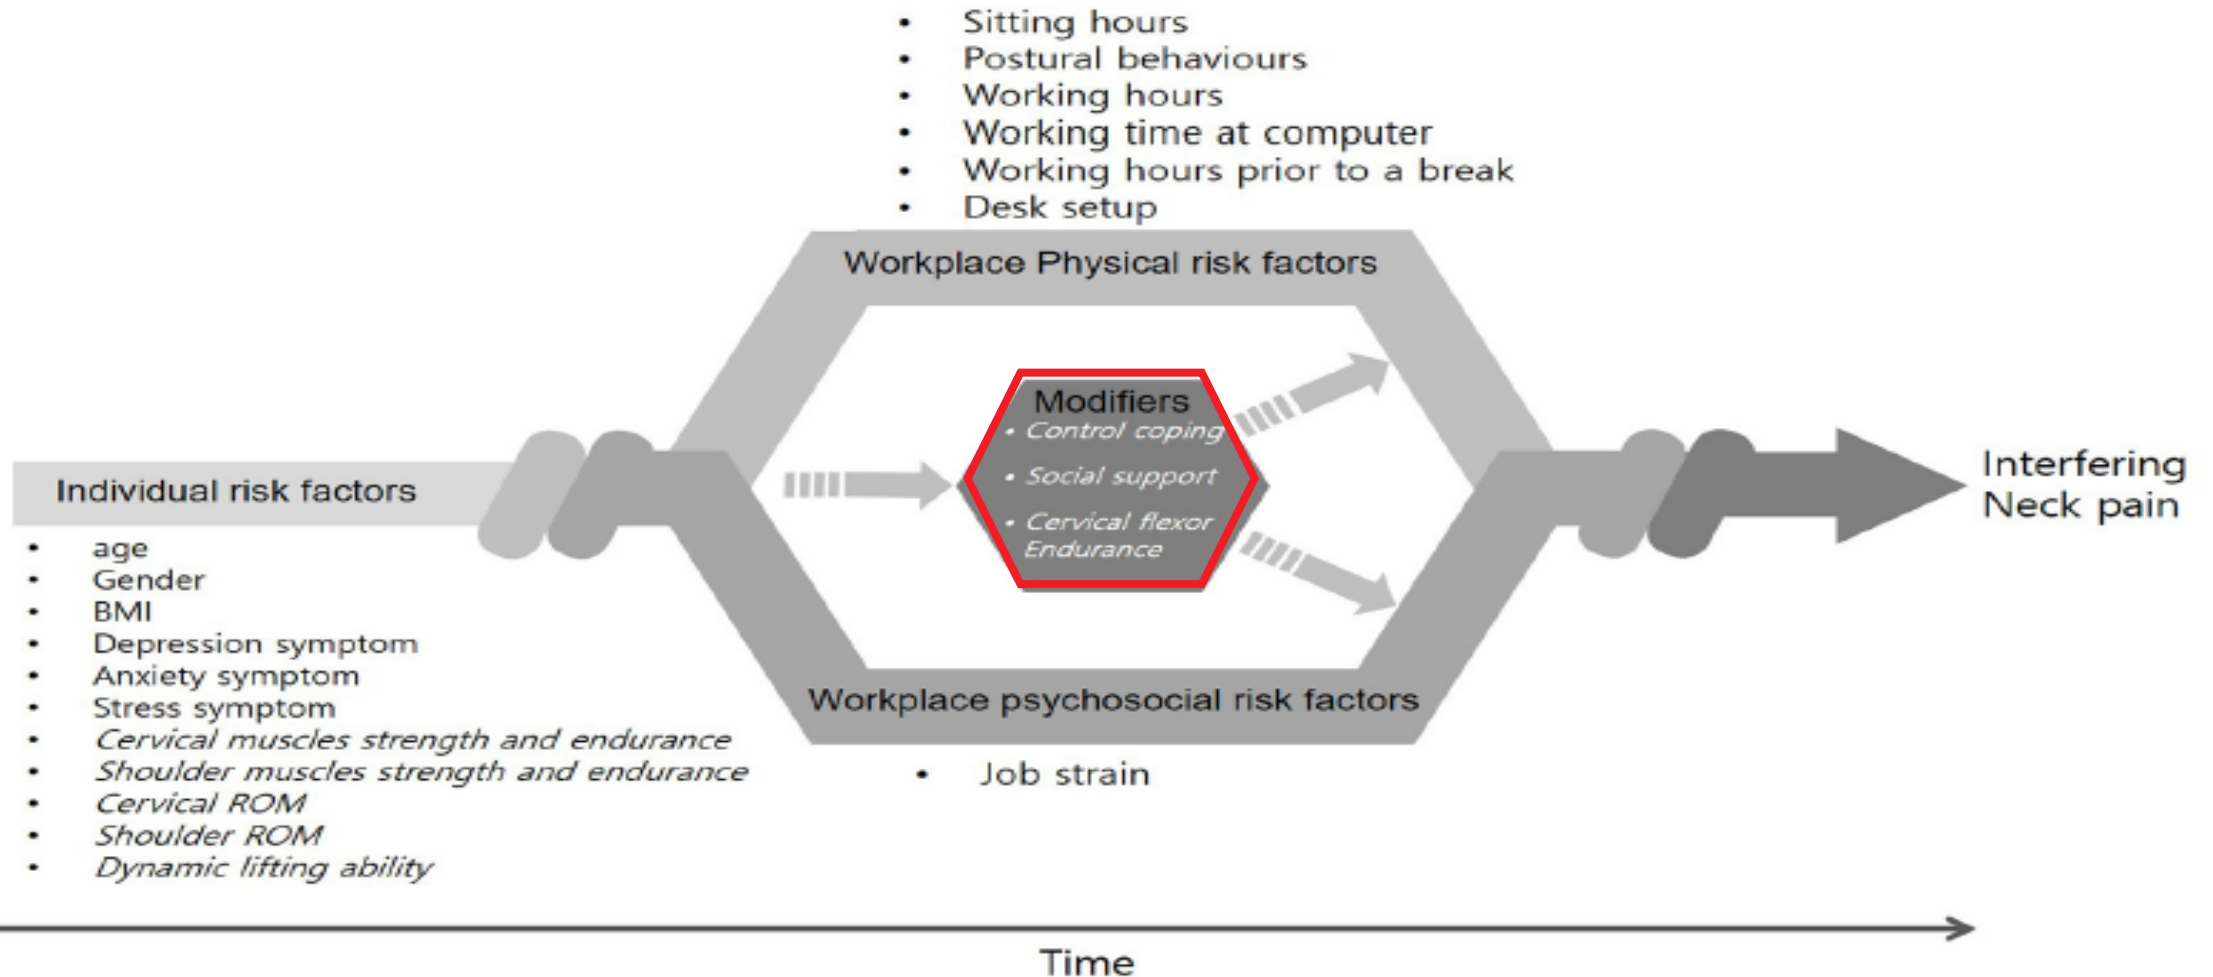 • Sitting hours
• Postural behaviours
• Working hours
• Working time at computer
• Working hours prior to a break
• Desk setup
Workplace Physical risk factors
Modifiers
• Control coping
• Social support
• Cervical flexor
Endurance
Individual risk factors
• age
• Gender
• BMI
• Depression symptom
• Anxiety symptom
• Stress symptom
• Cervical muscles strength and endurance
• Shoulder muscles strength and endurance
• Cervical ROM
• Shoulder ROM
• Dynamic lifting ability
Workplace psychosocial risk factors
• Job strain
Interfering
Neck pain
Time